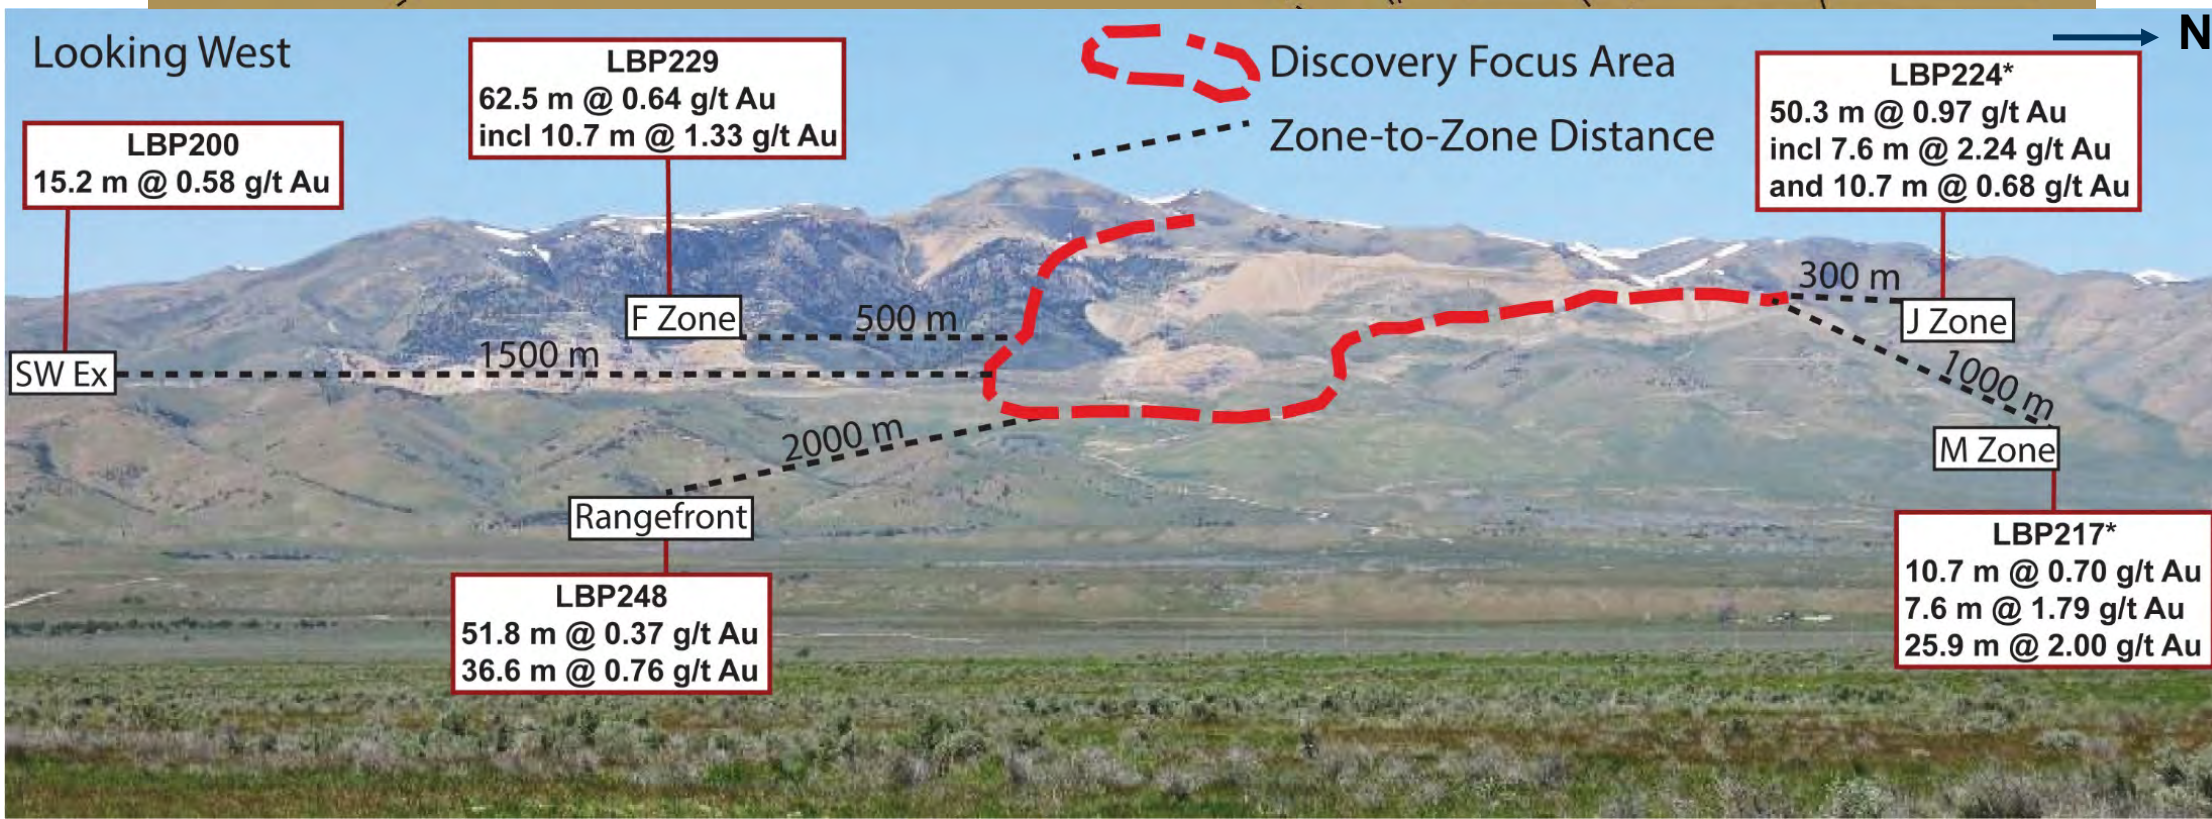 Looking West
N
LBP229
62.5 m @ 0.64 g/t Au
incl 10.7 m @ 1.33 g/t Au
Discovery Focus Area
Zone-to-Zone Distance
LBP224*
50.3 m @ 0.97 g/t Au
incl 7.6 m @ 2.24 g/t Au
and 10.7 m @ 0.68 g/t Au
LBP200
15.2 m @ 0.58 g/t Au
F Zone
500 m
300 m
J Zone
SW Ex
1500 m
1000 m
2000 m
M Zone
Rangefront
LBP248
51.8 m @ 0.37 g/t Au
36.6 m @ 0.76 g/t Au
LBP217*
10.7 m @ 0.70 g/t Au
7.6 m @ 1.79 g/t Au
25.9 m @ 2.00 g/t Au